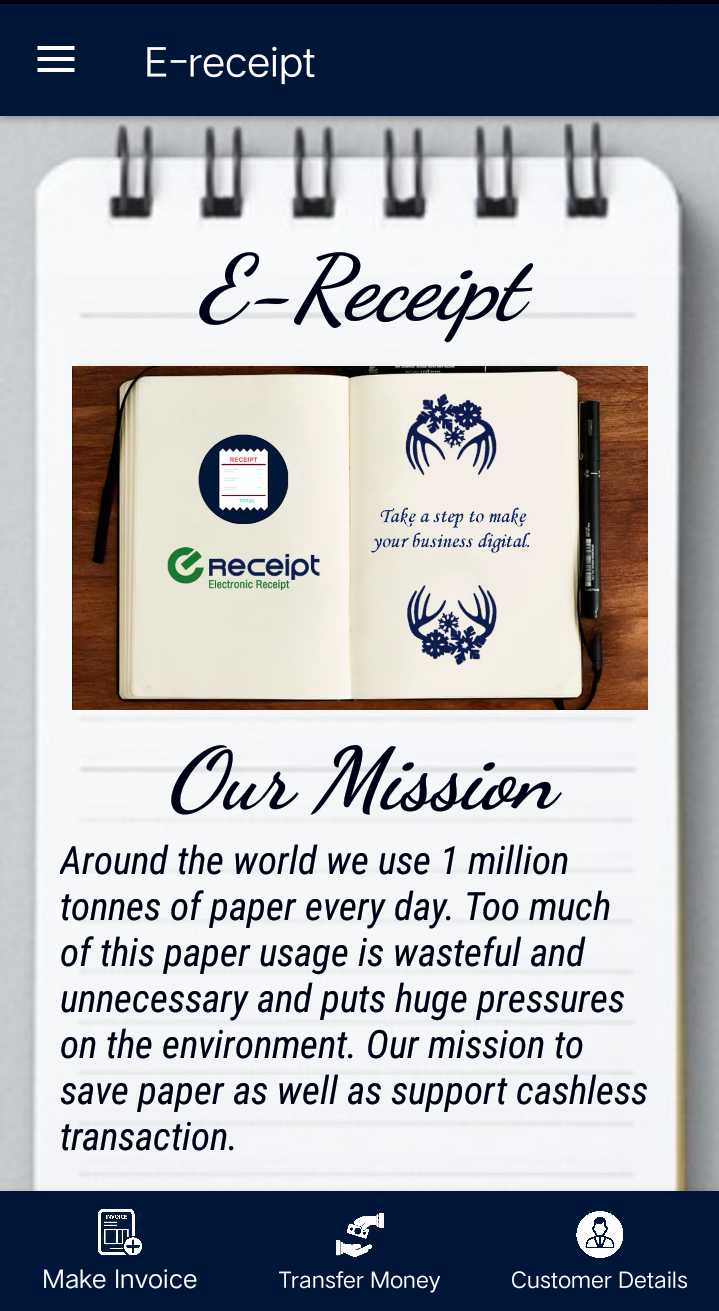 E-receipt
E-Receipt
RECEIPT
TOTAL
Receipt
Electronic Receipt
Take a step to make
your business digital.
Our Mission
Around the world we use 1 million
tonnes of paper every day. Too much
of this paper usage is wasteful and
unnecessary and puts huge pressures
on the environment. Our mission to
save paper as well as support cashless
transaction.
INVOICE
Make Invoice
Transfer Money
Customer Details